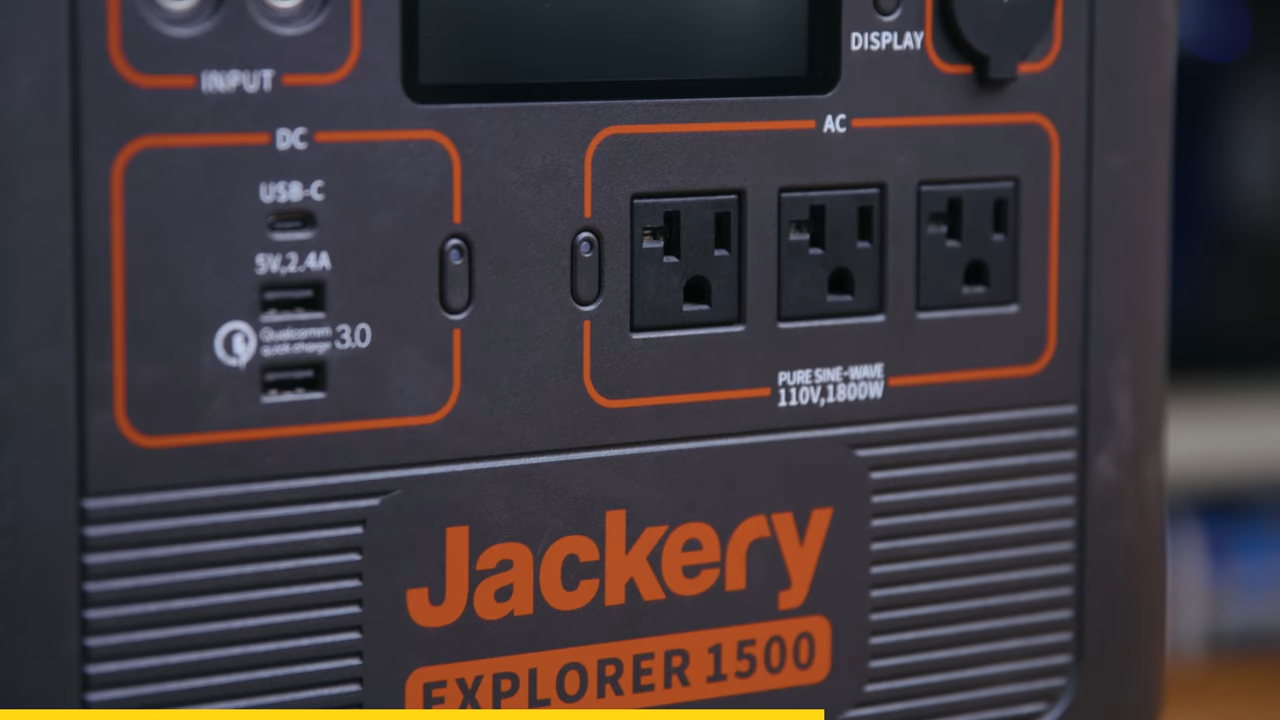 INPUT
DISPLAY
DC
USB-C
5V,2.4A
Qualcomm
quick charge 3.0
AC
PURE SINE-WAVE
110V,1800W
Jackery
EXPLORER 1500